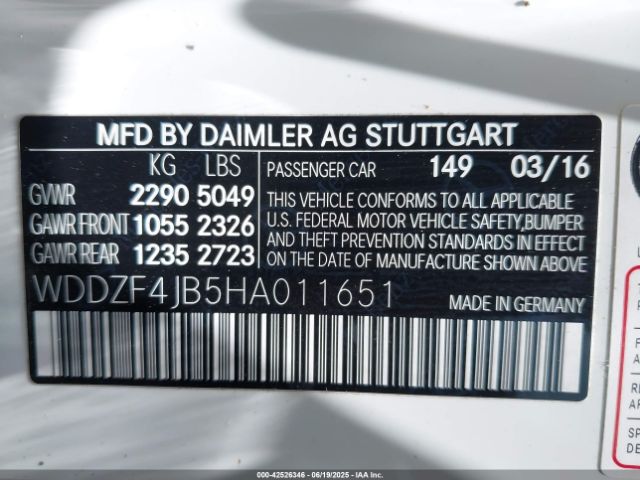 MFD BY DAIMLER AG STUTTGART
KG LBS
GVWR 2290 5049
GAWR FRONT 1055 2326
GAWR REAR 1235 2723
PASSENGER CAR 149 03/16
THIS VEHICLE CONFORMS TO ALL APPLICABLE
U.S. FEDERAL MOTOR VEHICLE SAFETY,BUMPER
AND THEFT PREVENTION STANDARDS IN EFFECT
ON THE DATE OF MANUFACTURE SHOWN ABOVE
WDDZF4JB5HA011651
MADE IN GERMANY
00-42526346 | 06/19/2025 | IAA Inc.